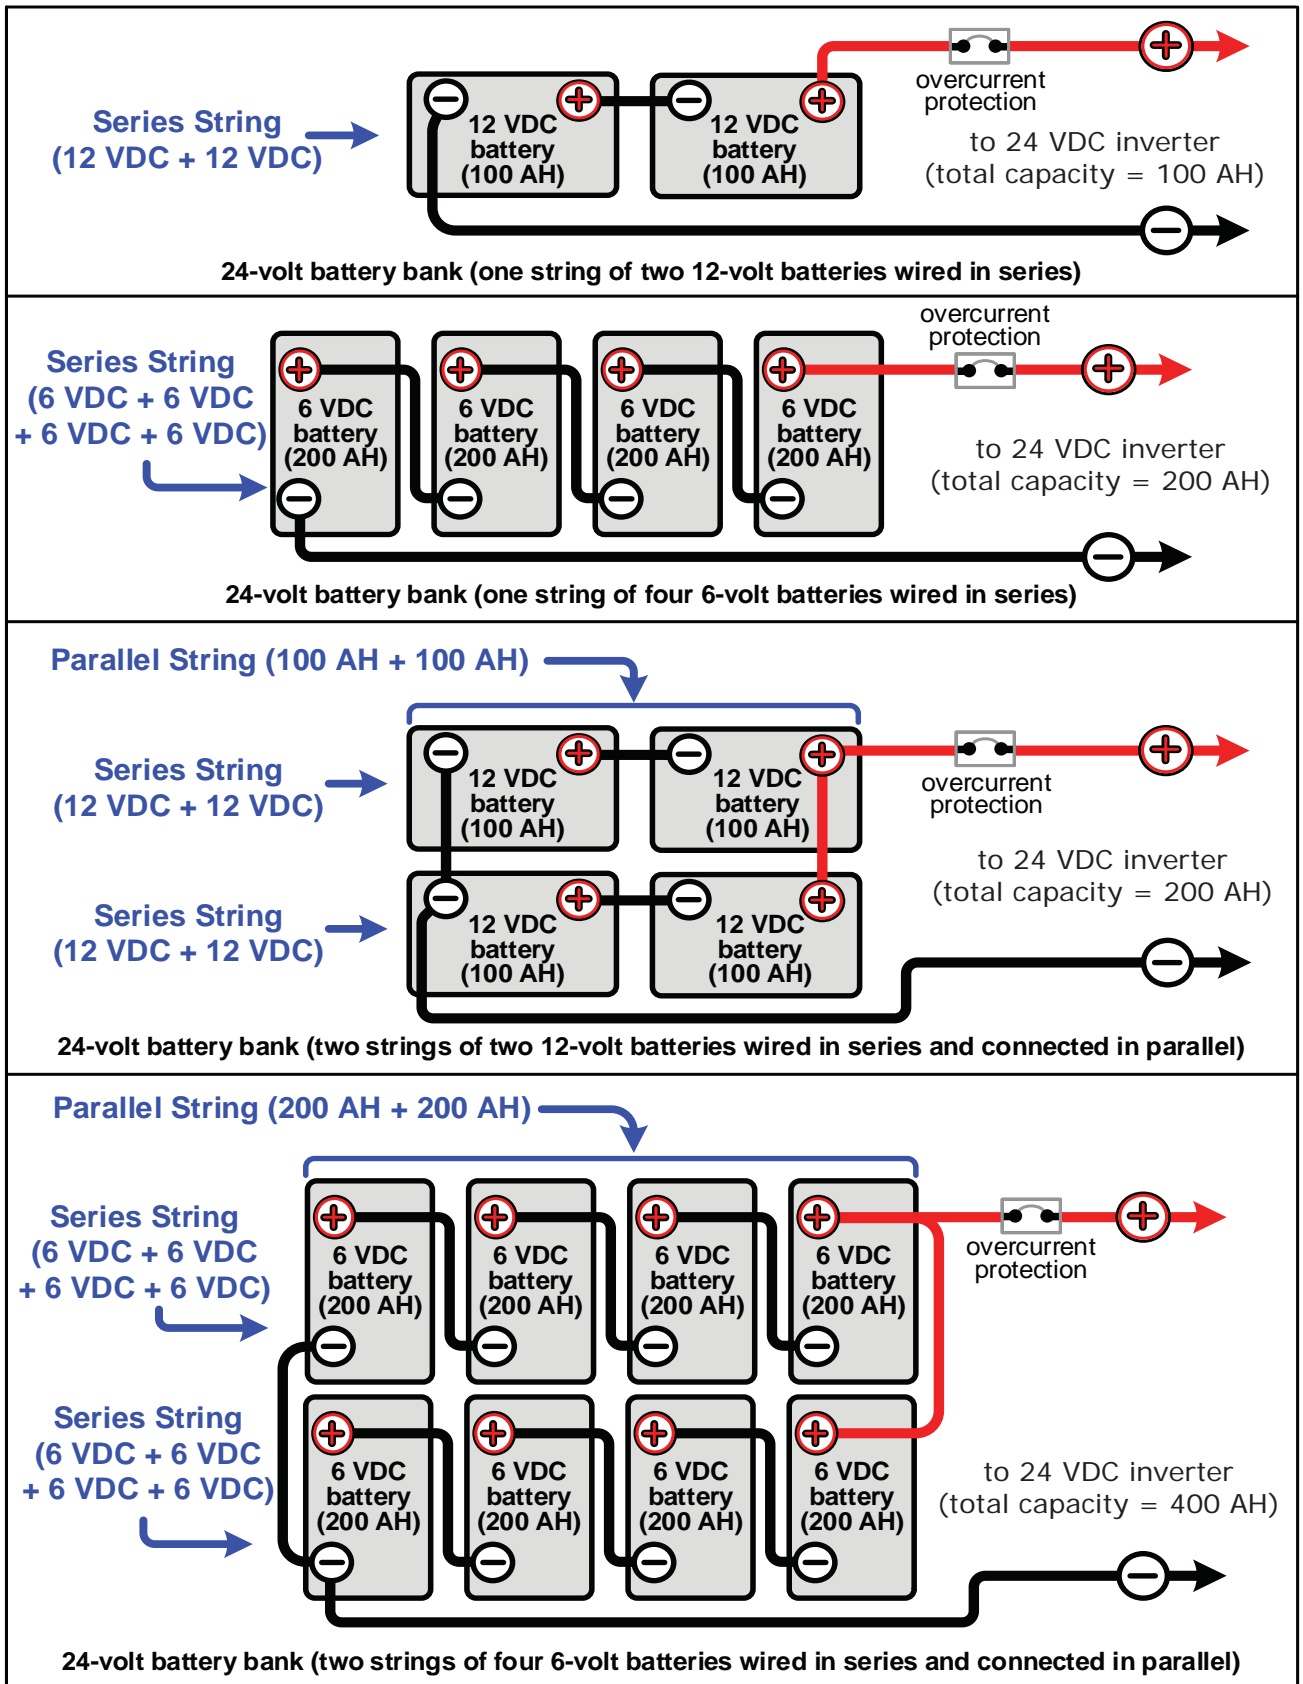 overcurrent
protection
Series String
(12 VDC + 12 VDC)
12 VDC
battery
(100 AH)
12 VDC
battery
(100 AH)
to 24 VDC inverter
(total capacity = 100 AH)
24-volt battery bank (one string of two 12-volt batteries wired in series)
overcurrent
protection
Series String
(6 VDC + 6 VDC
+ 6 VDC + 6 VDC)
6 VDC
battery
(200 AH)
6 VDC
battery
(200 AH)
6 VDC
battery
(200 AH)
6 VDC
battery
(200 AH)
to 24 VDC inverter
(total capacity = 200 AH)
24-volt battery bank (one string of four 6-volt batteries wired in series)
Parallel String (100 AH + 100 AH)
Series String
(12 VDC + 12 VDC)
12 VDC
battery
(100 AH)
12 VDC
battery
(100 AH)
overcurrent
protection
to 24 VDC inverter
(total capacity = 200 AH)
Series String
(12 VDC + 12 VDC)
12 VDC
battery
(100 AH)
12 VDC
battery
(100 AH)
24-volt battery bank (two strings of two 12-volt batteries wired in series and connected in parallel)
Parallel String (200 AH + 200 AH)
Series String
(6 VDC + 6 VDC
+ 6 VDC + 6 VDC)
6 VDC
battery
(200 AH)
6 VDC
battery
(200 AH)
6 VDC
battery
(200 AH)
6 VDC
battery
(200 AH)
overcurrent
protection
Series String
(6 VDC + 6 VDC
+ 6 VDC + 6 VDC)
6 VDC
battery
(200 AH)
6 VDC
battery
(200 AH)
6 VDC
battery
(200 AH)
6 VDC
battery
(200 AH)
to 24 VDC inverter
(total capacity = 400 AH)
24-volt battery bank (two strings of four 6-volt batteries wired in series and connected in parallel)